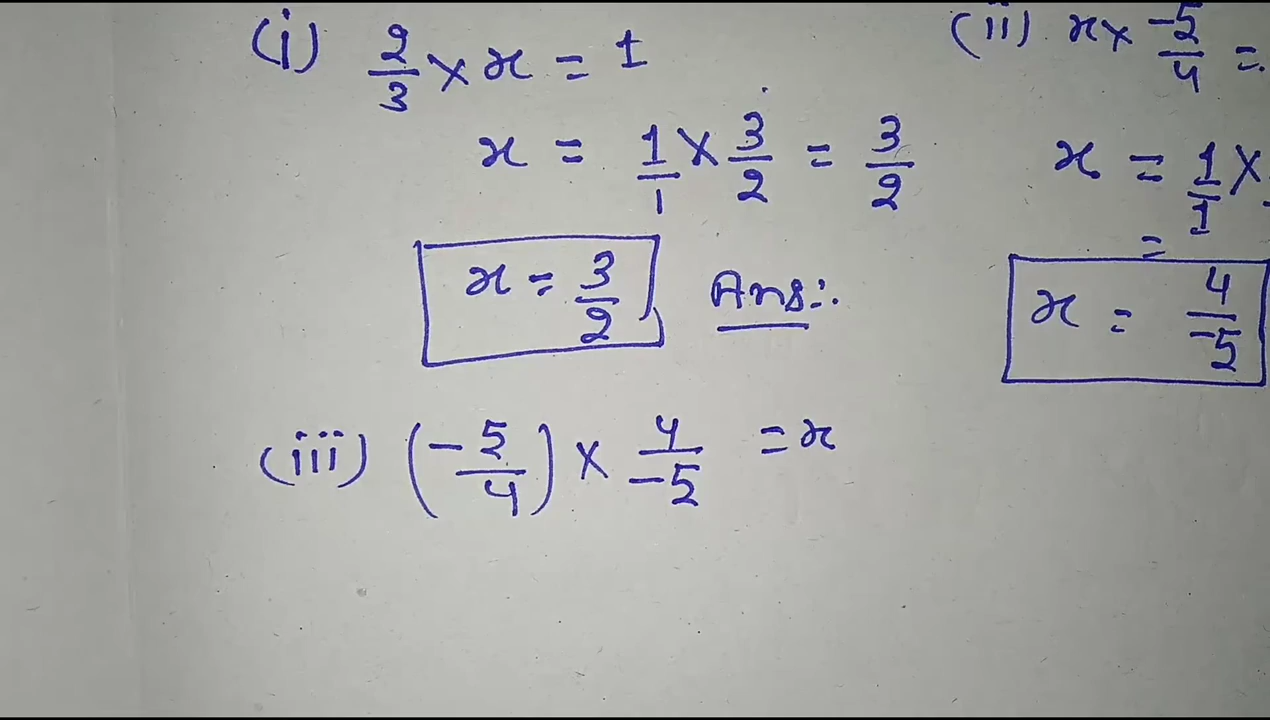 (i) 2/3 × x = 1
x = 1/1 × 3/2 = 3/2
x = 3/2 Ans:.
(ii) x × -5/4 =
x = 1/1 ×
=
x = 4/-5
(iii) (-5/4) × 4/-5 = x